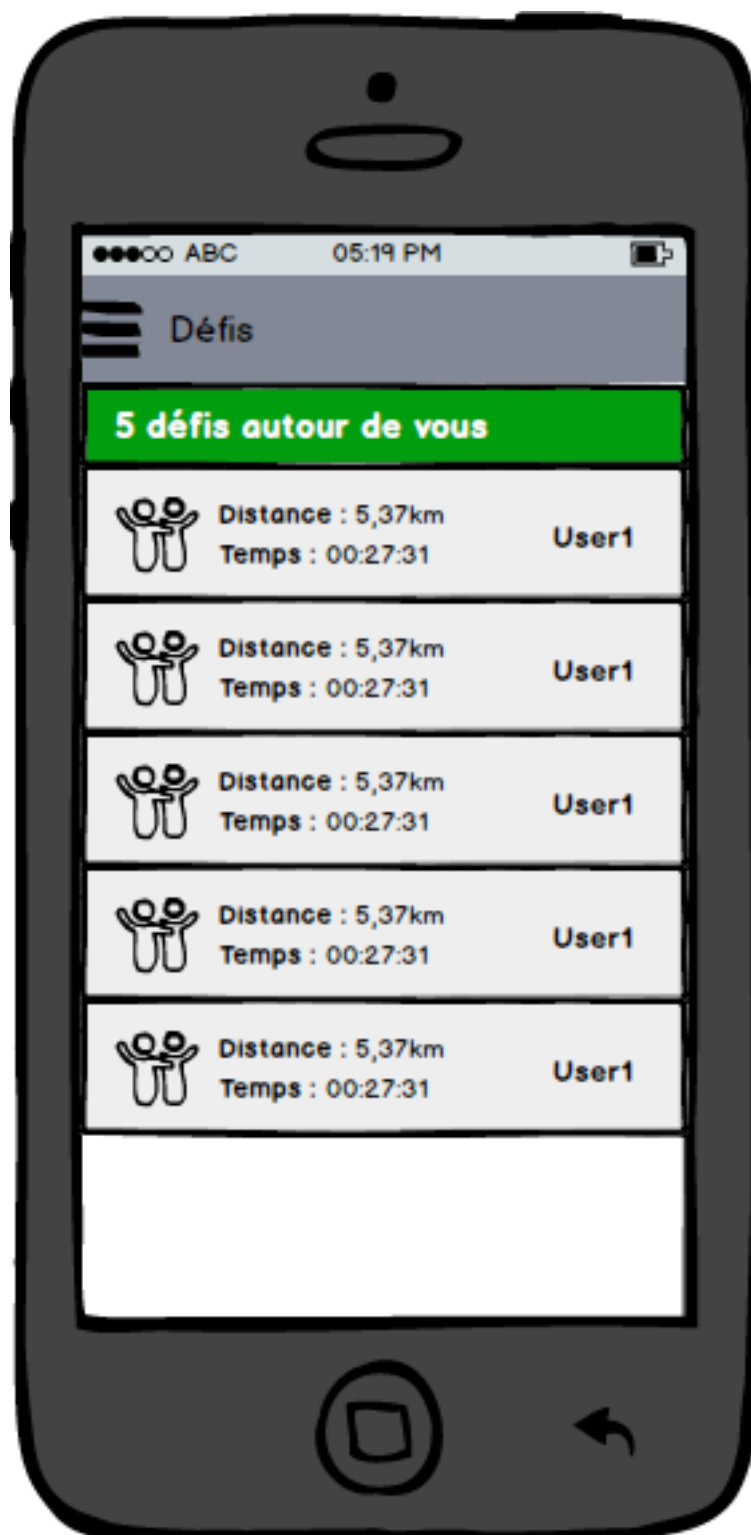 ABC 05:19 PM
Défis
5 défis autour de vous
Distance : 5,37km
Temps : 00:27:31
User1
Distance : 5,37km
Temps : 00:27:31
User1
Distance : 5,37km
Temps : 00:27:31
User1
Distance : 5,37km
Temps : 00:27:31
User1
Distance : 5,37km
Temps : 00:27:31
User1